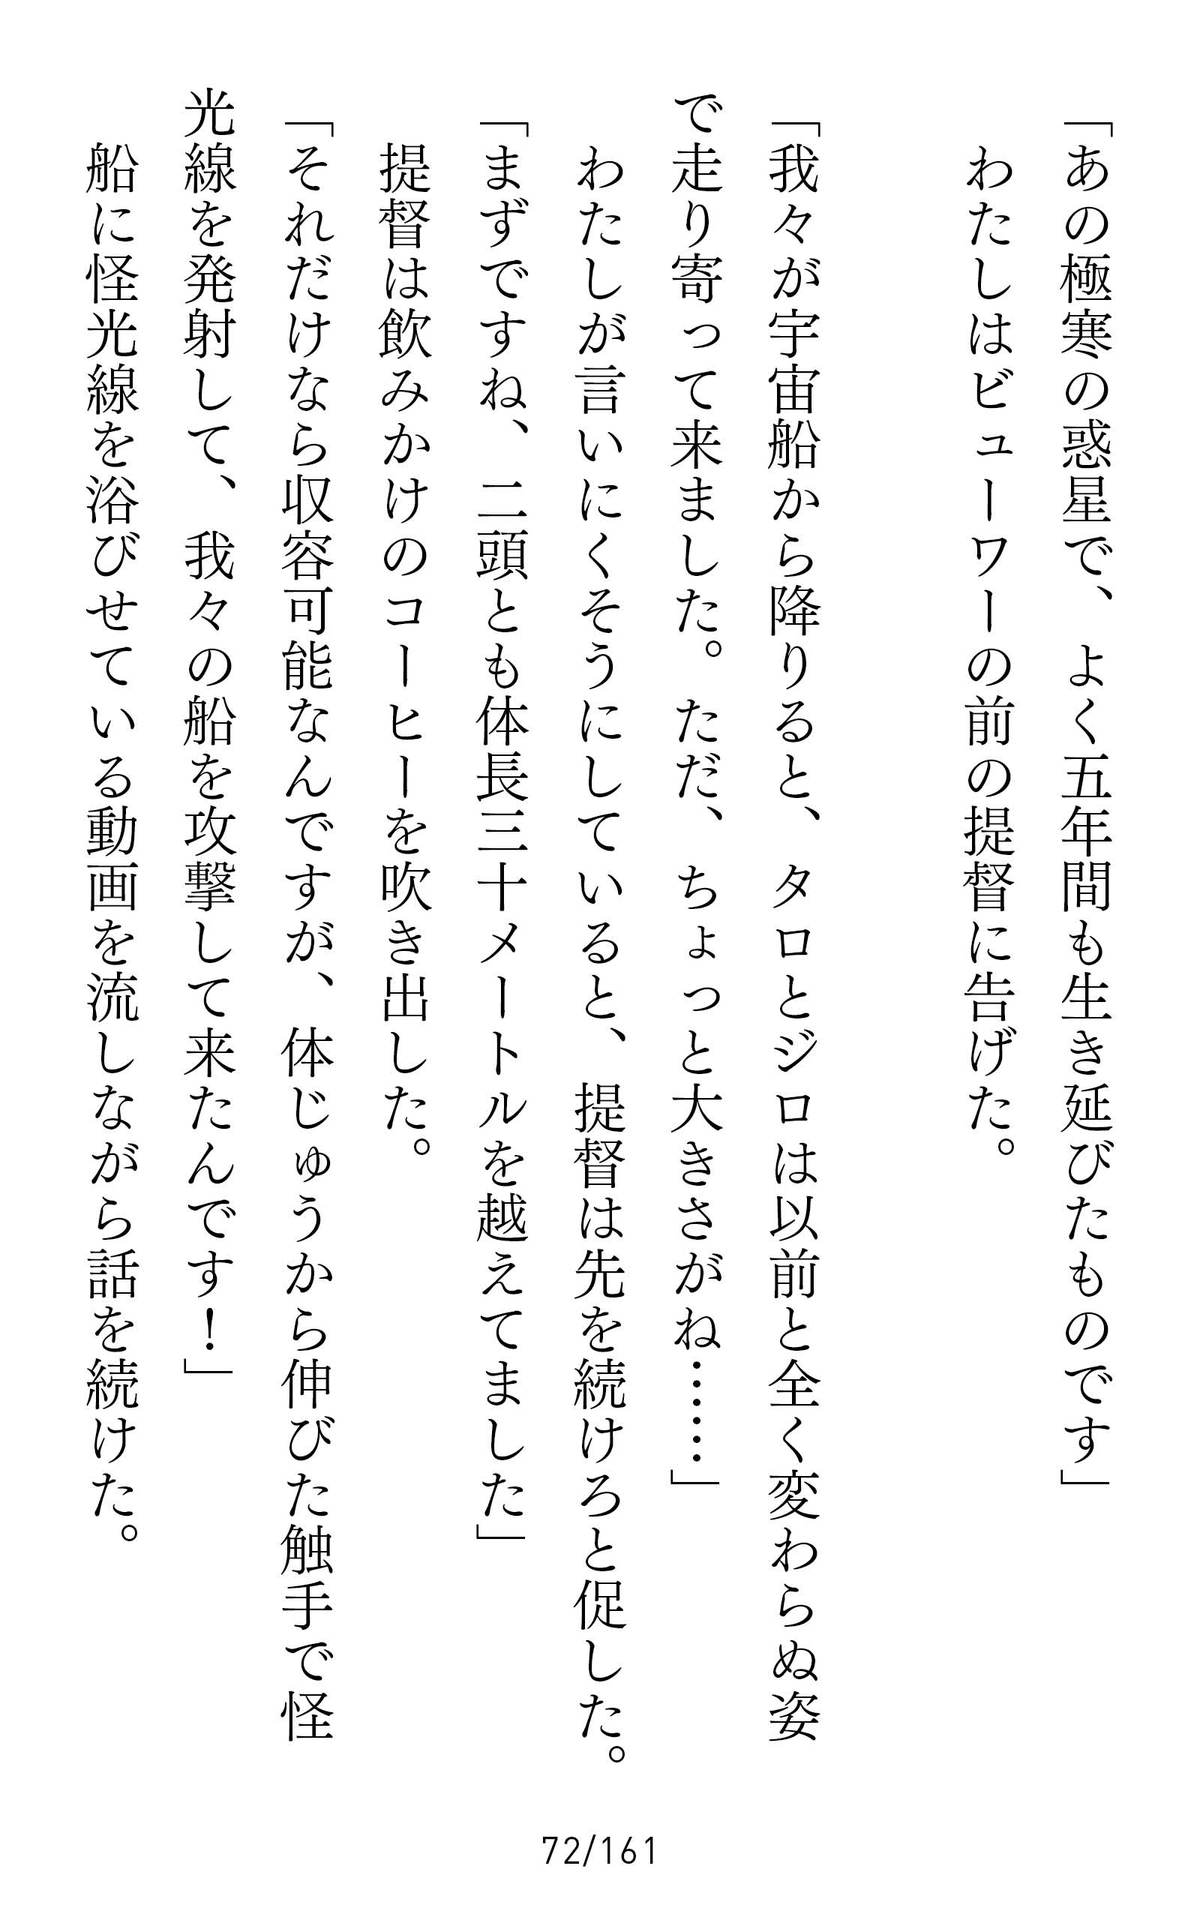 「あの極寒の惑星で、よく五年間も生き延びたものです」
わたしはビューワーの前の提督に告げた。
「我々が宇宙船から降りると、タロとジロは以前と全く変わらぬ姿
で走り寄って来ました。ただ、ちょっと大きさがね……」
わたしが言いにくそうにしていると、提督は先を続けろと促した。
「まずですね、二頭とも体長三十メートルを越えてました」
提督は飲みかけのコーヒーを吹き出した。
「それだけなら収容可能なんですが、体じゅうから伸びた触手で怪
光線を発射して、我々の船を攻撃して来たんです！」
船に怪光線を浴びせている動画を流しながら話を続けた。
72/161